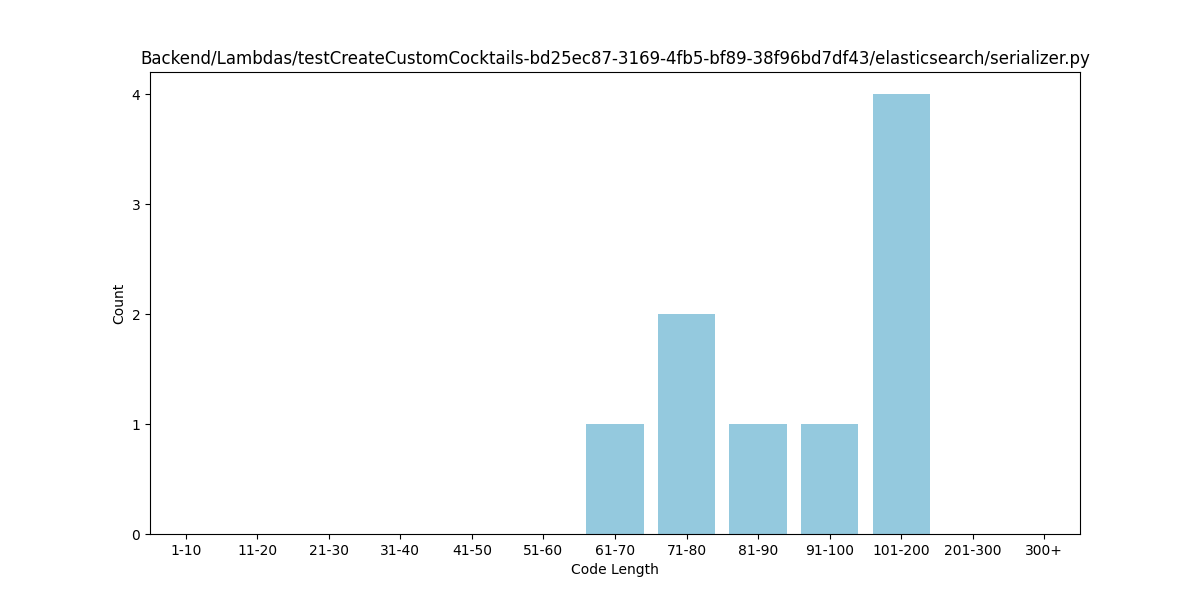 Backend/Lambdas/testCreateCustomCocktails-bd25ec87-3169-4fb5-bf89-38f96bd7df43/elasticsearch/serializer.py
4
3
2
1
0
Count
1-10 11-20 21-30 31-40 41-50 51-60 61-70 71-80 81-90 91-100 101-200 201-300 300+
Code Length